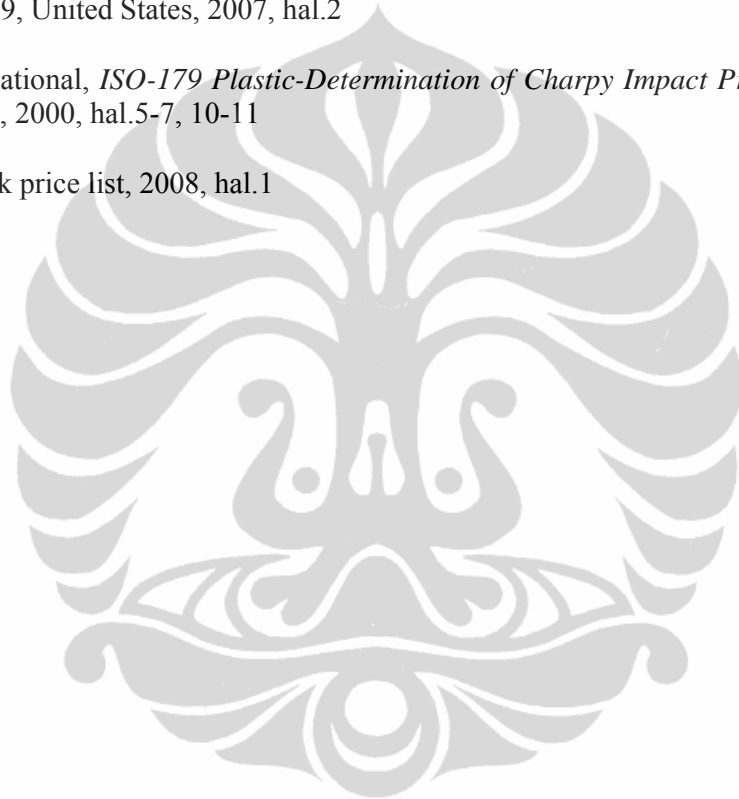 9, United States, 2007, hal.2
ational, ISO-179 Plastic-Determination of Charpy Impact P
, 2000, hal.5-7, 10-11
k price list, 2008, hal.1